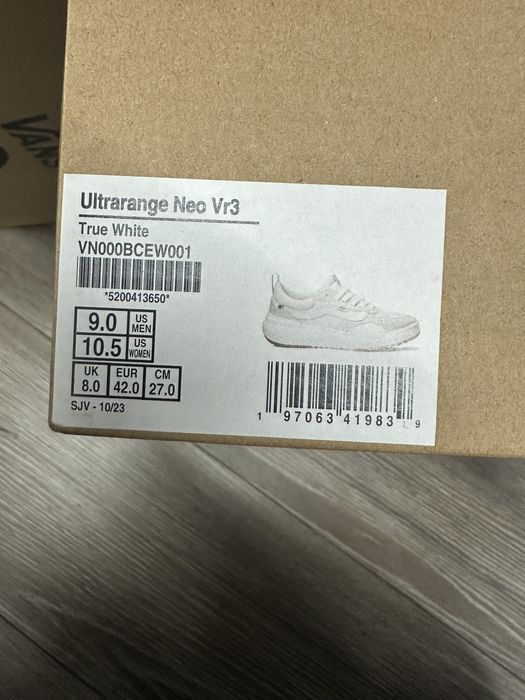 VANS
Ultrarange Neo Vr3
True White
VN000BCEW001
*5200413650*
9.0 US MEN
10.5 US WOMEN
UK EUR CM
8.0 42.0 27.0
SJV - 10/23
1 97063 41983 9